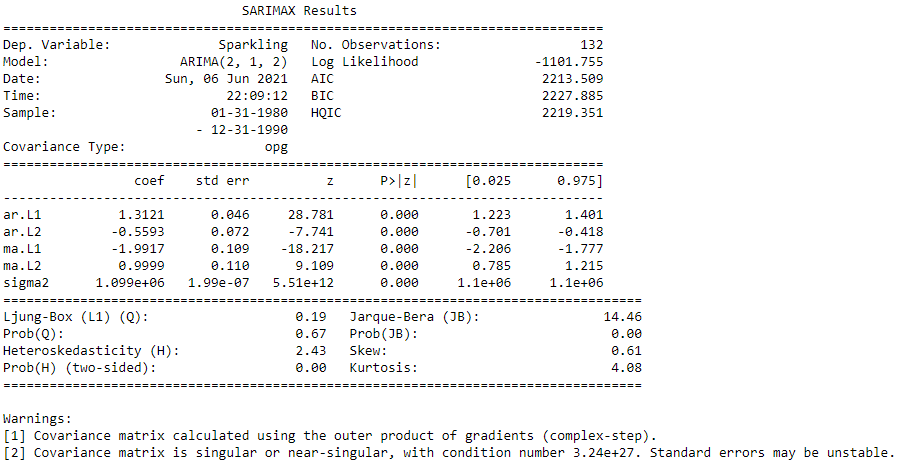 SARIMAX Results
==============================================================================
Dep. Variable: Sparkling No. Observations: 132
Model: ARIMA(2, 1, 2) Log Likelihood -1101.755
Date: Sun, 06 Jun 2021 AIC 2213.509
Time: 22:09:12 BIC 2227.885
Sample: 01-31-1980 HQIC 2219.351
- 12-31-1990
Covariance Type: opg
==============================================================================
coef std err z P>|z| [0.025 0.975]
------------------------------------------------------------------------------
ar.L1 1.3121 0.046 28.781 0.000 1.223 1.401
ar.L2 -0.5593 0.072 -7.741 0.000 -0.701 -0.418
ma.L1 -1.9917 0.109 -18.217 0.000 -2.206 -1.777
ma.L2 0.9999 0.110 9.109 0.000 0.785 1.215
sigma2 1.099e+06 1.99e-07 5.51e+12 0.000 1.1e+06 1.1e+06
===================================================================================
Ljung-Box (L1) (Q): 0.19 Jarque-Bera (JB): 14.46
Prob(Q): 0.67 Prob(JB): 0.00
Heteroskedasticity (H): 2.43 Skew: 0.61
Prob(H) (two-sided): 0.00 Kurtosis: 4.08
===================================================================================
Warnings:
[1] Covariance matrix calculated using the outer product of gradients (complex-step).
[2] Covariance matrix is singular or near-singular, with condition number 3.24e+27. Standard errors may be unstable.